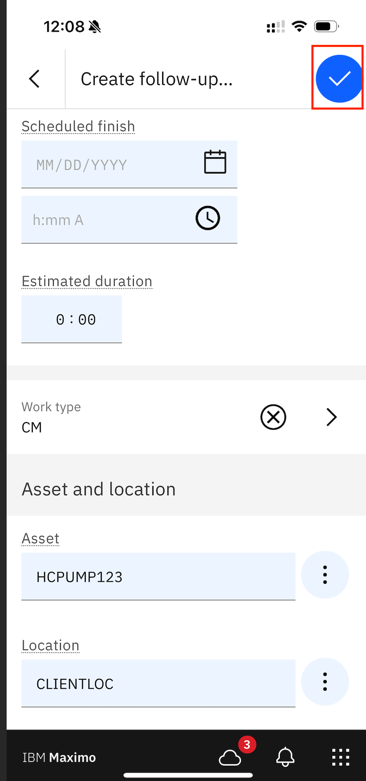 12:08
Create follow-up...
Scheduled finish
MM/DD/YYYY
h:mm A
Estimated duration
0:00
Work type
CM
Asset and location
Asset
HCPUMP123
Location
CLIENTLOC
IBM Maximo
3